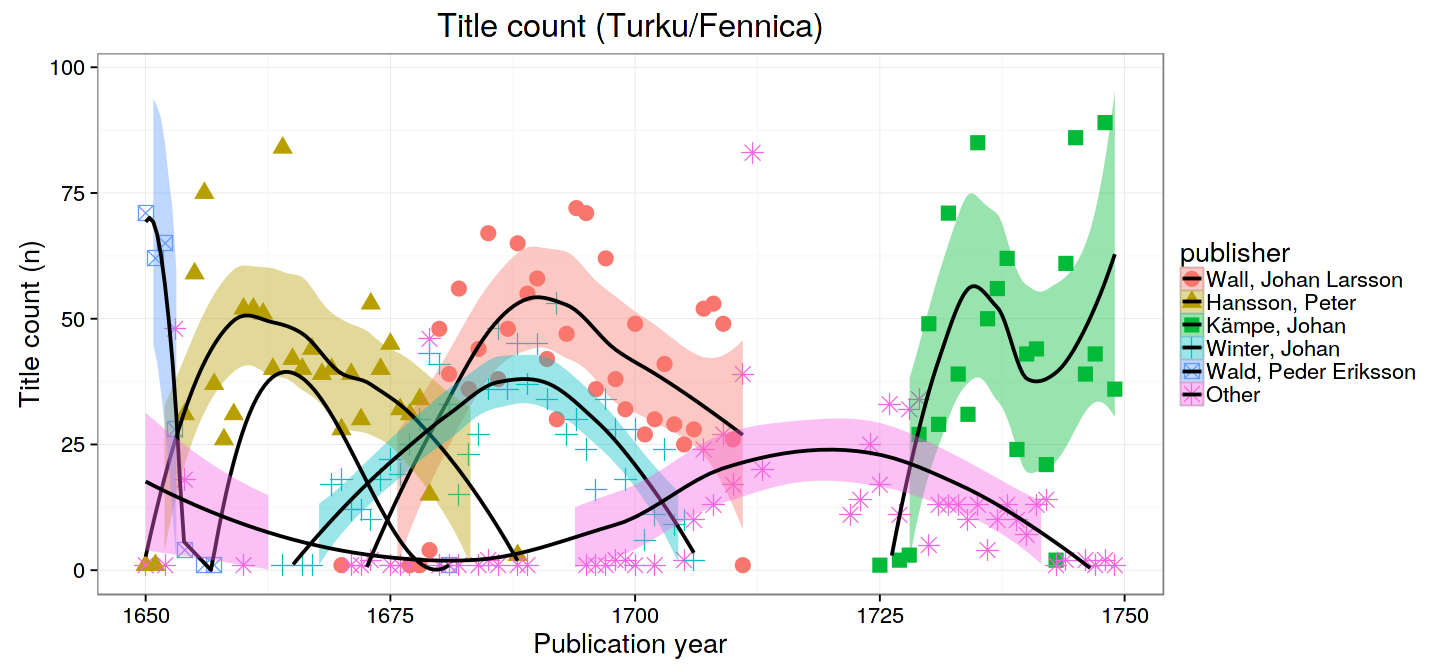 Title count (Turku/Fennica)
Title count (n)
100
75
50
25
0
1650
1675
1700
1725
1750
Publication year
publisher
Wall, Johan Larsson
Hansson, Peter
Kämpe, Johan
Winter, Johan
Wald, Peder Eriksson
Other